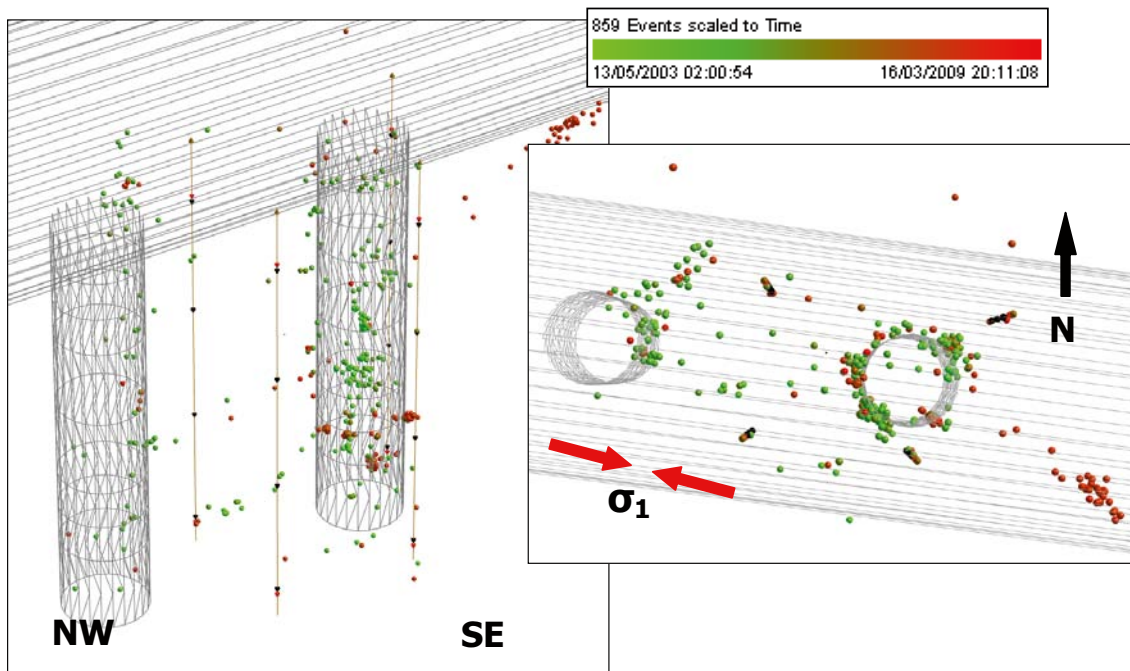 859 Events scaled to Time
13/05/2003 02:00:54 16/03/2009 20:11:08
N
σ1
NW SE